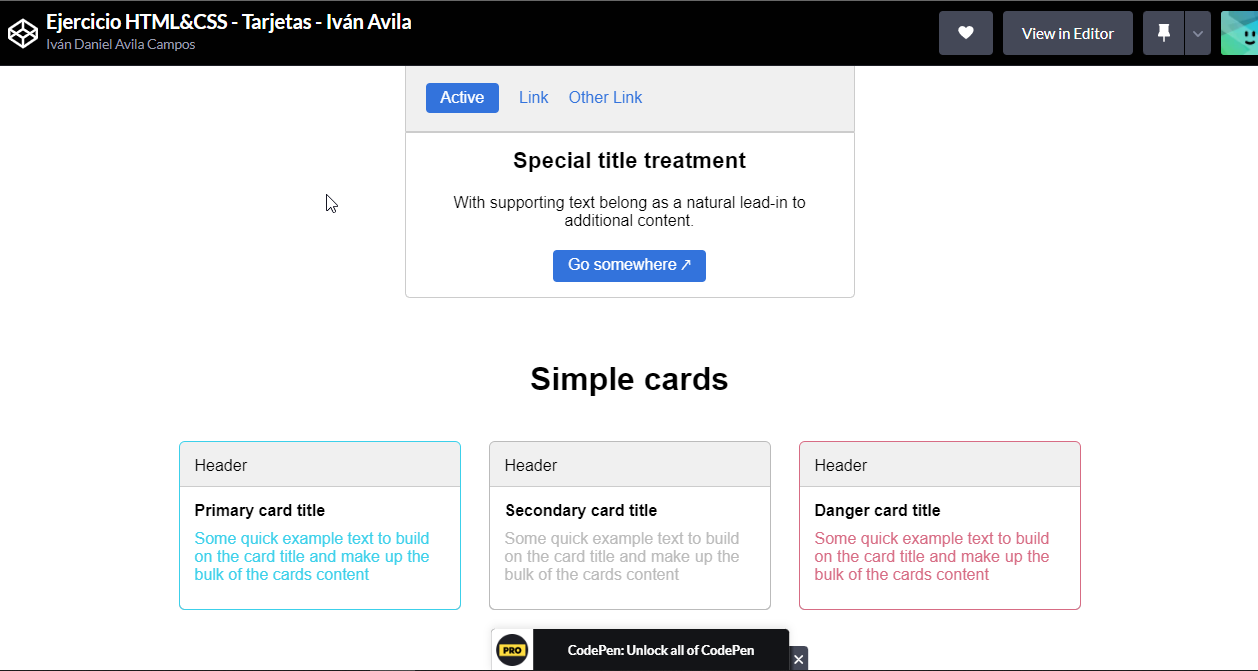 Ejercicio HTML&CSS - Tarjetas - Iván Avila
Iván Daniel Avila Campos
View in Editor
Active Link Other Link
Special title treatment
With supporting text belong as a natural lead-in to
additional content.
Go somewhere ↗
Simple cards
Header
Primary card title
Some quick example text to build
on the card title and make up the
bulk of the cards content
Header
Secondary card title
Some quick example text to build
on the card title and make up the
bulk of the cards content
Header
Danger card title
Some quick example text to build
on the card title and make up the
bulk of the cards content
PRO CodePen: Unlock all of CodePen